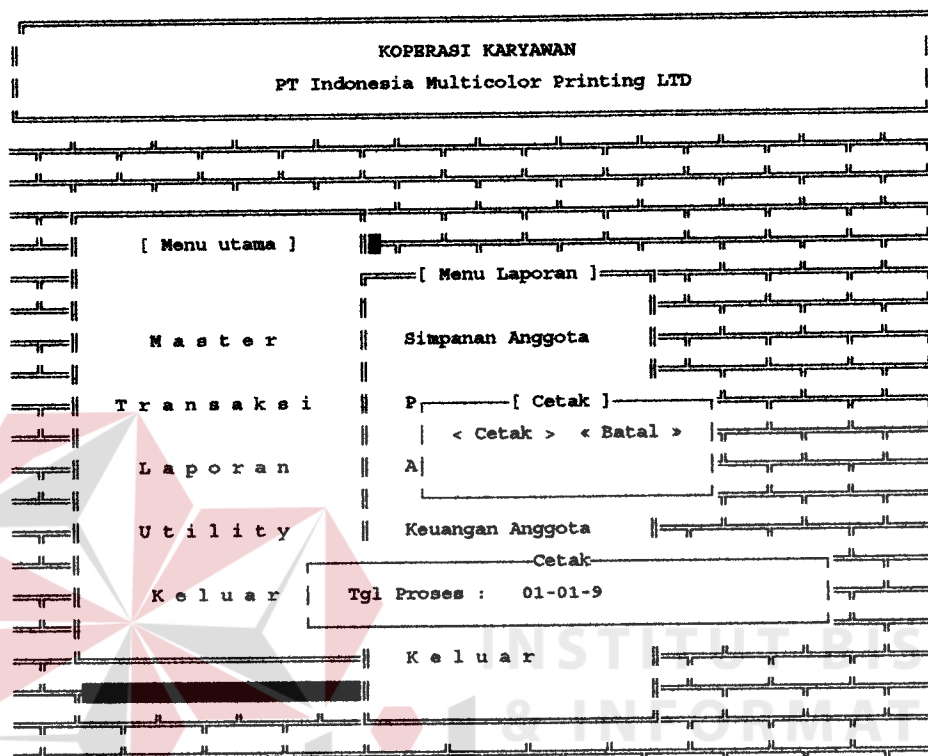 KOPERASI KARYAWAN
PT Indonesia Multicolor Printing LTD
[ Menu utama ]
[ Menu Laporan ]
Master Simpanan Anggota
Transaksi P [ Cetak ]
< Cetak > « Batal »
Laporan A
Utility Keuangan Anggota
Cetak
Keluar Tgl Proses : 01-01-9
Keluar
INSTITUT BIS
& INFORMAT